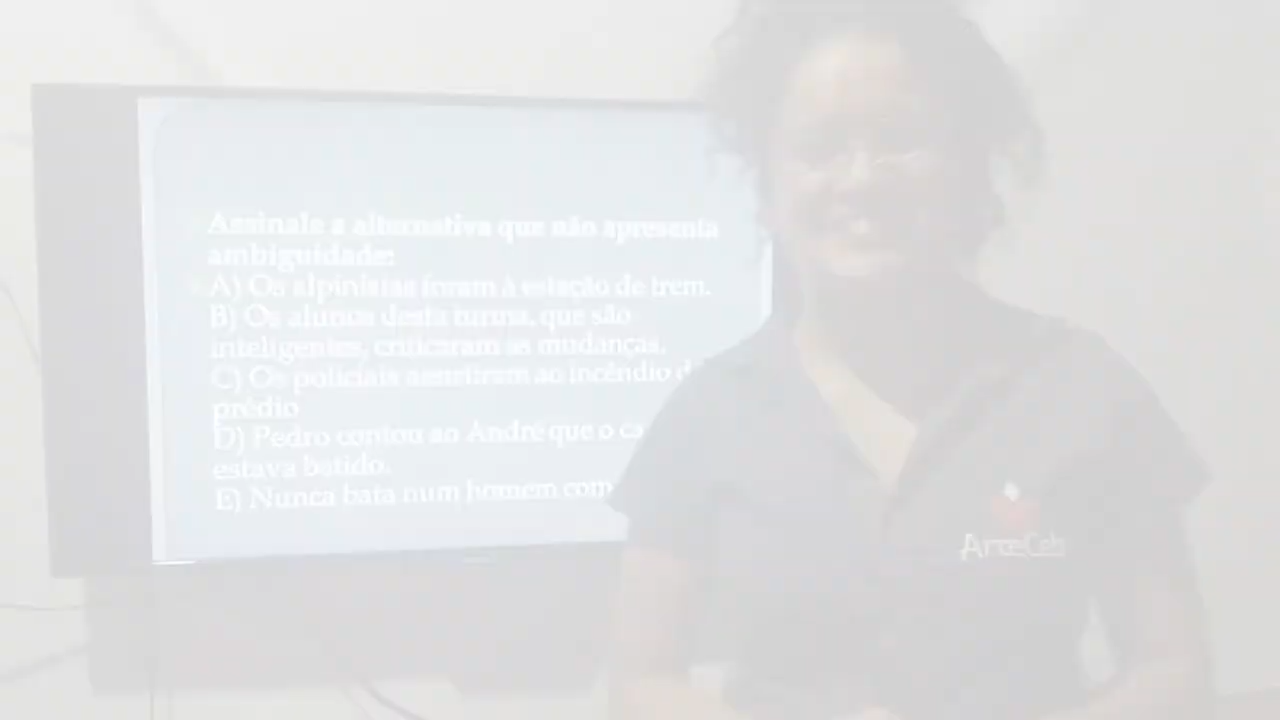 Assinale a alternativa que não apresenta
ambiguidade:
A) Os alpinistas foram à estação de trem.
B) Os alunos desta turma, que são
inteligentes, criticaram as mudanças.
C) Os policiais assistiram ao incêndio
prédio
D) Pedro contou ao André que o
estava batido.
E) Nunca bata num homem com